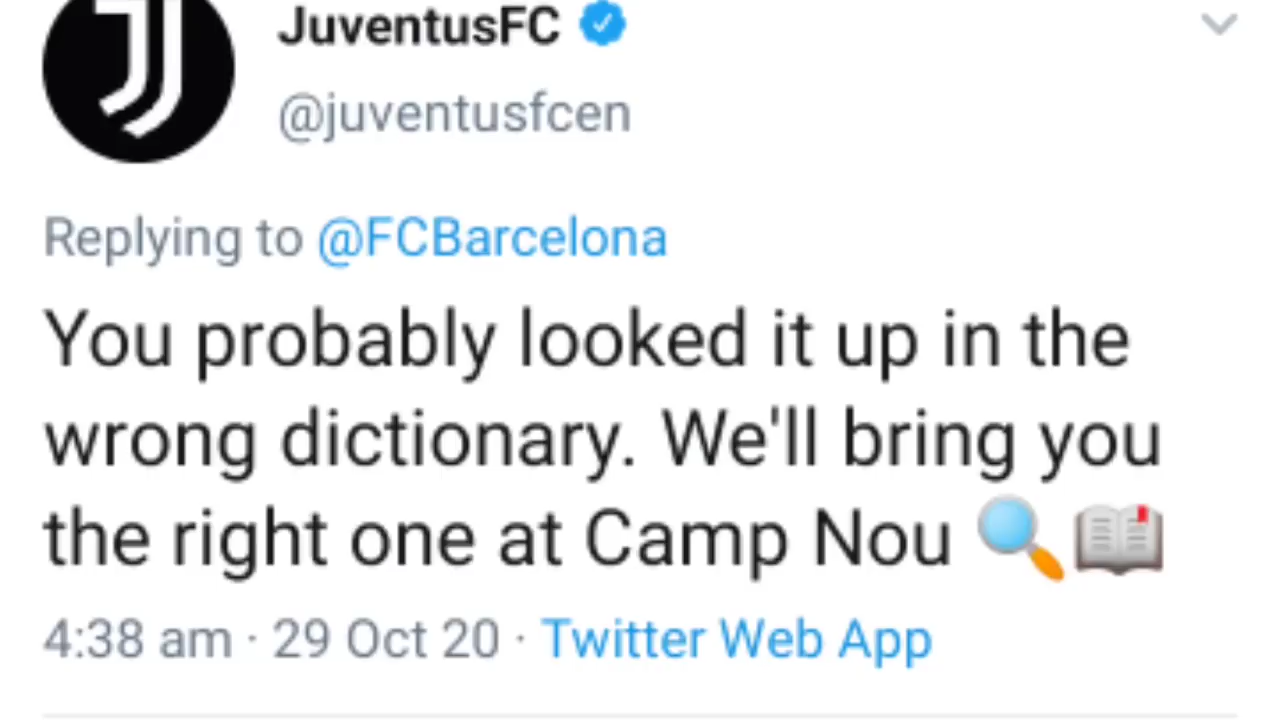 JuventusFC
@juventusfcen
Replying to @FCBarcelona
You probably looked it up in the
wrong dictionary. We'll bring you
the right one at Camp Nou 🔍📖
4:38 am · 29 Oct 20 · Twitter Web App